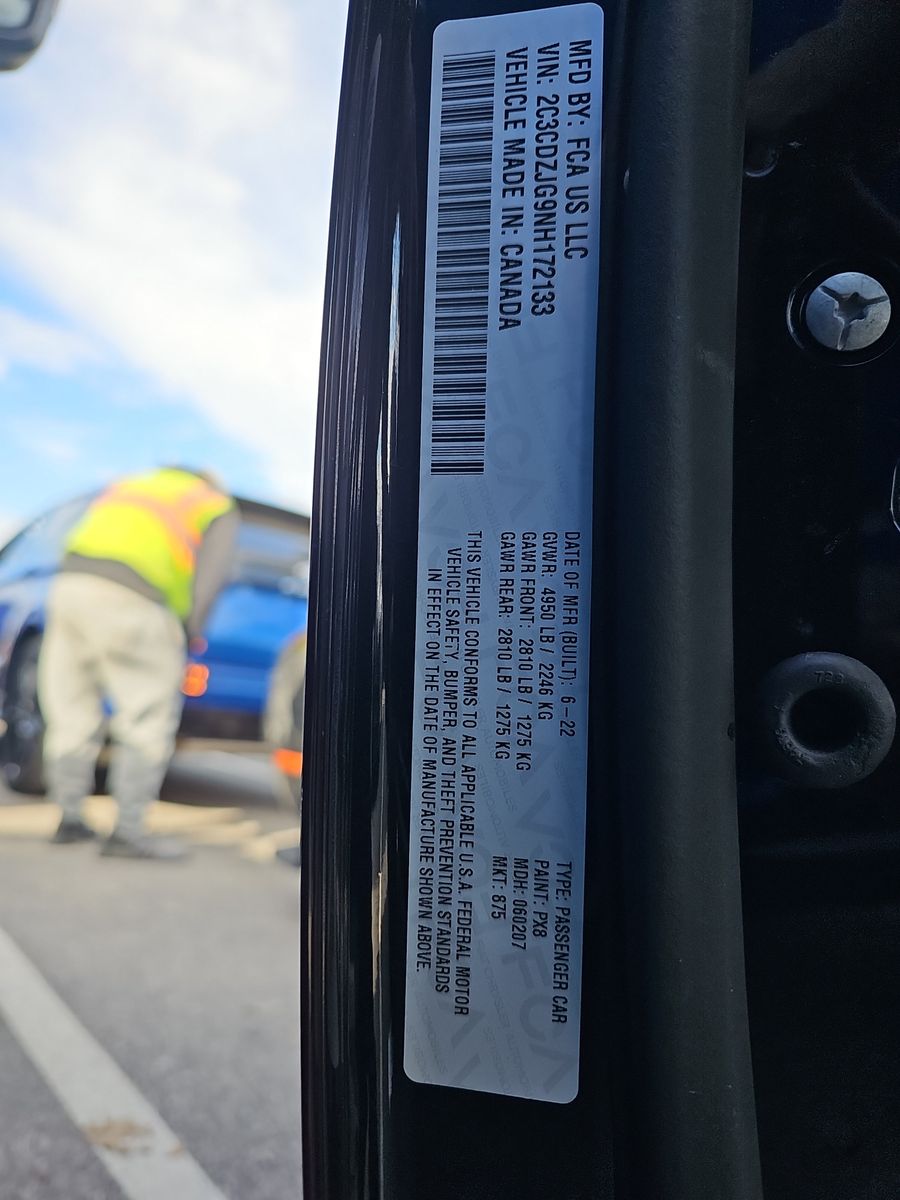 MFD BY: FCA US LLC
VIN: 2C3CDZJG9NH172133
VEHICLE MADE IN: CANADA
DATE OF MFR (BUILT): 6-22
GVWR: 4950 LB / 2246 KG
GAWR FRONT: 2810 LB / 1275 KG
GAWR REAR: 2810 LB / 1275 KG
THIS VEHICLE CONFORMS TO ALL APPLICABLE U.S.A. FEDERAL MOTOR
VEHICLE SAFETY, BUMPER, AND THEFT PREVENTION STANDARDS
IN EFFECT ON THE DATE OF MANUFACTURE SHOWN ABOVE.
TYPE: PASSENGER CAR
PAINT: PX8
MDH: 060207
MKT: 875